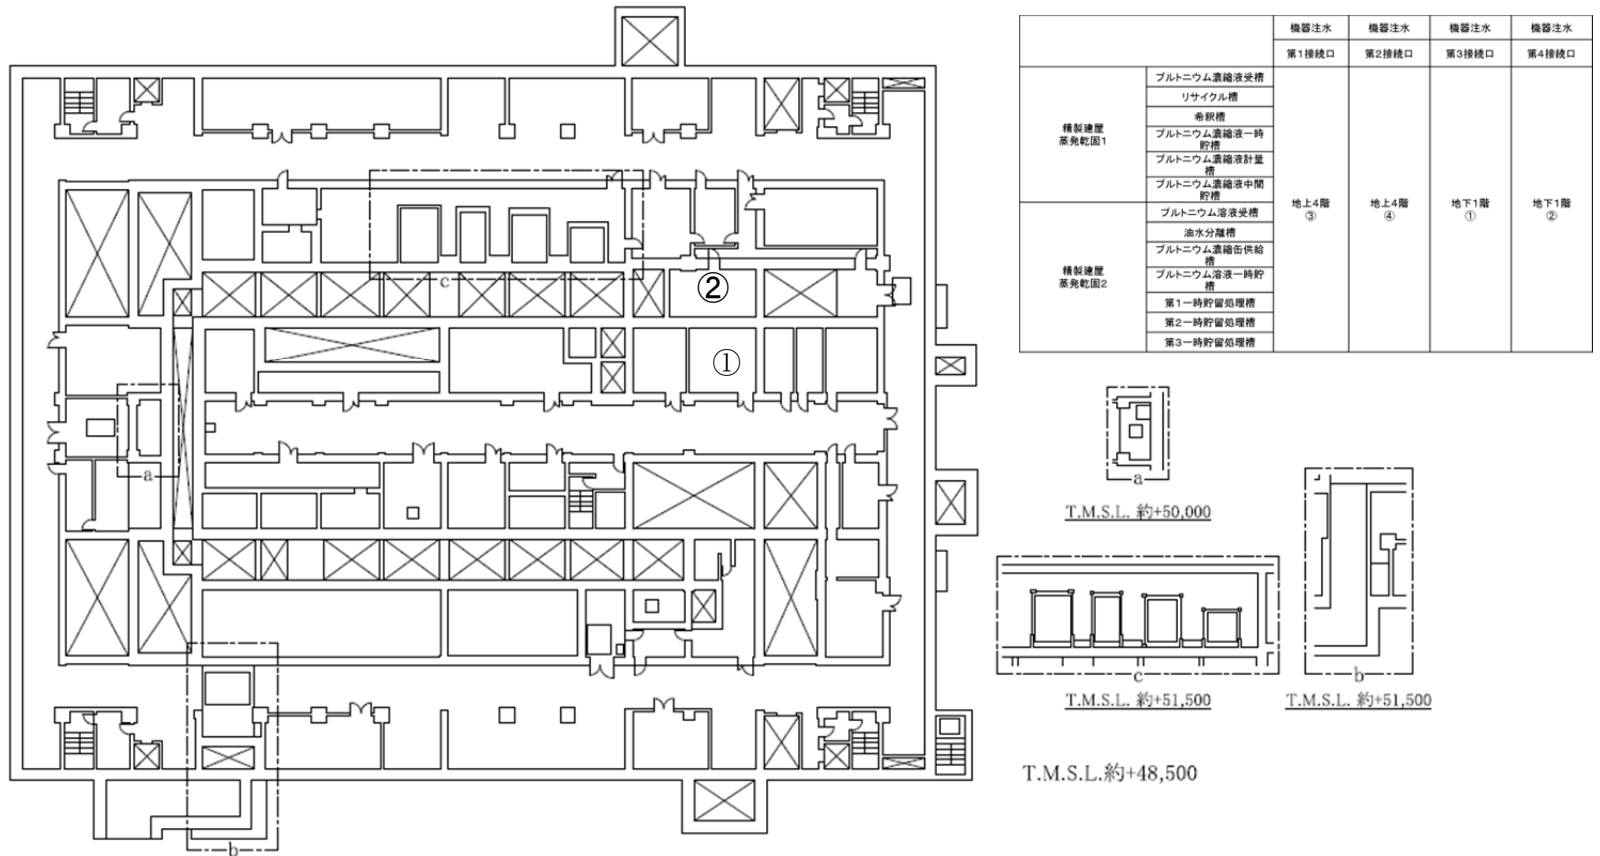 機器注水 機器注水 機器注水 機器注水
第1接続口 第2接続口 第3接続口 第4接続口
精製建屋
蒸発乾固1
プルトニウム濃縮液受槽
リサイクル槽
希釈槽
プルトニウム濃縮液一時
貯槽
プルトニウム濃縮液計量
槽
プルトニウム濃縮液中間
貯槽
精製建屋
蒸発乾固2
プルトニウム溶液受槽
油水分離槽
プルトニウム濃縮缶供給
槽
プルトニウム溶液一時貯
槽
第1一時貯留処理槽
第2一時貯留処理槽
第3一時貯留処理槽
地上4階 地上4階 地下1階 地下1階
③ ④ ① ②
c
②
①
a
b
a
T.M.S.L. 約+50,000
c
T.M.S.L. 約+51,500
b
T.M.S.L. 約+51,500
T.M.S.L.約+48,500